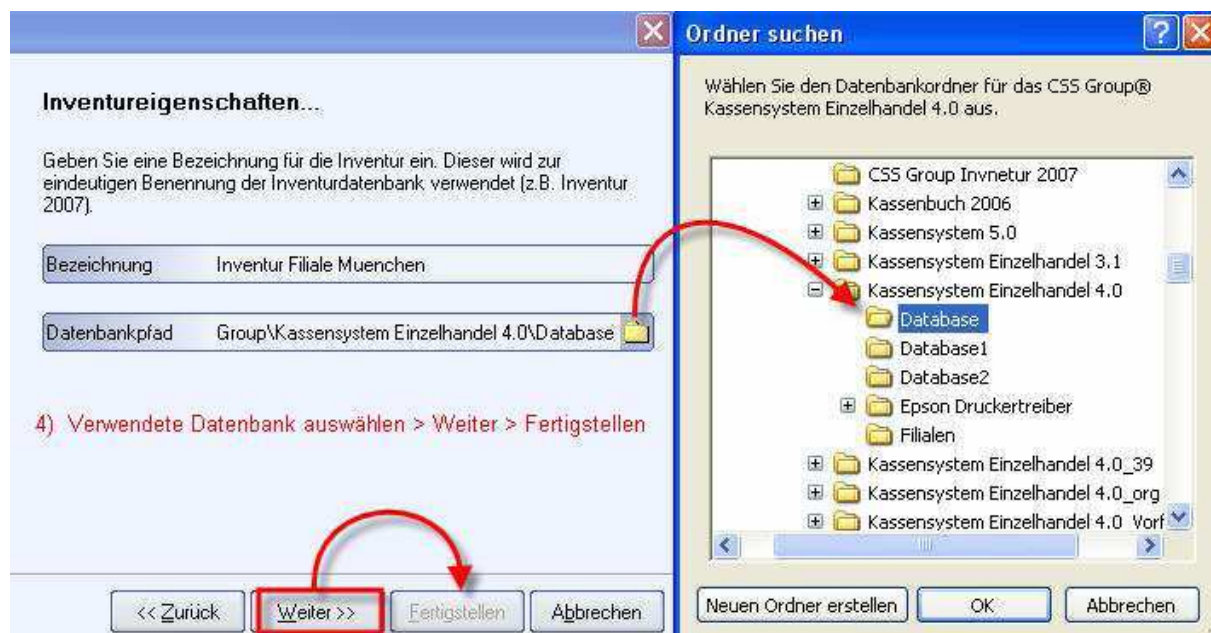 Inventureigenschaften...
Geben Sie eine Bezeichnung für die Inventur ein. Dieser wird zur
eindeutigen Benennung der Inventurdatenbank verwendet (z.B. Inventur
2007).
Bezeichnung Inventur Filiale Muenchen
Datenbankpfad Group\Kassensystem Einzelhandel 4.0\Database
4) Verwendete Datenbank auswählen > Weiter > Fertigstellen
<< Zurück
Weiter >>
Fertigstellen
Abbrechen
Ordner suchen
Wählen Sie den Datenbankordner für das CSS Group®
Kassensystem Einzelhandel 4.0 aus.
CSS Group Invnetur 2007
Kassenbuch 2006
Kassensystem 5.0
Kassensystem Einzelhandel 3.1
Kassensystem Einzelhandel 4.0
Database
Database1
Database2
Epson Druckertreiber
Filialen
Kassensystem Einzelhandel 4.0_39
Kassensystem Einzelhandel 4.0_org
Kassensystem Einzelhandel 4.0_Vorf
Neuen Ordner erstellen
OK
Abbrechen